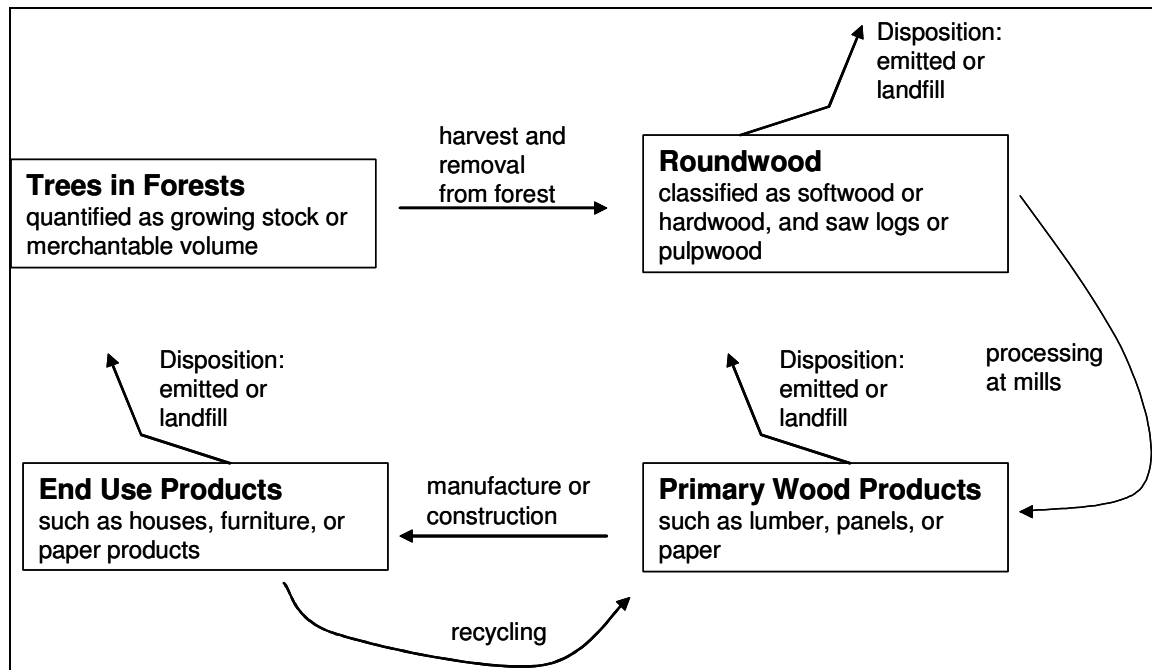 Disposition:
emitted or
landfill
harvest and
removal
from forest
Trees in Forests
quantified as growing stock or
merchantable volume
Roundwood
classified as softwood or
hardwood, and saw logs or
pulpwood
processing
at mills
Disposition:
emitted or
landfill
Disposition:
emitted or
landfill
End Use Products
such as houses, furniture, or
paper products
manufacture or
construction
Primary Wood Products
such as lumber, panels, or
paper
recycling